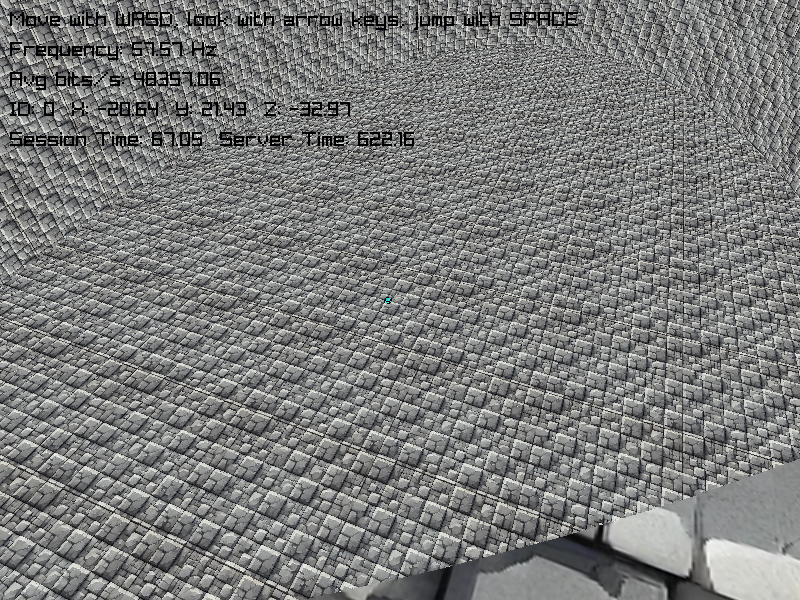 Move with WASD, look with arrow keys, jump with SPACE
Frequency: 57.57 Hz
Avg bits/s: 48357.06
ID: 0 X: -20.64 Y: 21.43 Z: -32.97
Session Time: 67.05 Server Time: 622.16